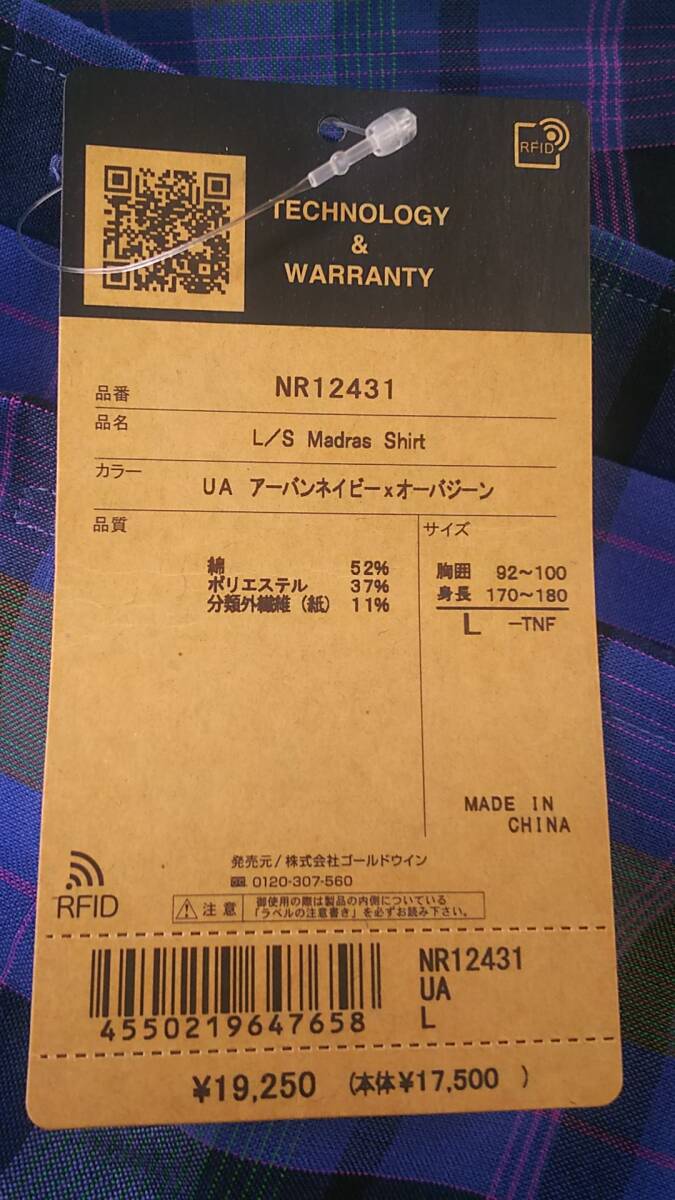 RFID
TECHNOLOGY
&
WARRANTY
品番 NR12431
品名 L/S Madras Shirt
カラー UA アーバンネイビーxオーバジーン
品質
綿 52%
ポリエステル 37%
分類外繊維(紙) 11%
サイズ
胸囲 92〜100
身長 170〜180
L -TNF
MADE IN
CHINA
RFID
発売元/株式会社ゴールドウイン
0120-307-560
注意
御使用の際は製品の内側についている
「ラベルの注意書き」を必ずお読み下さい。
4550219647658
NR12431
UA
L
¥19,250 (本体¥17,500 )